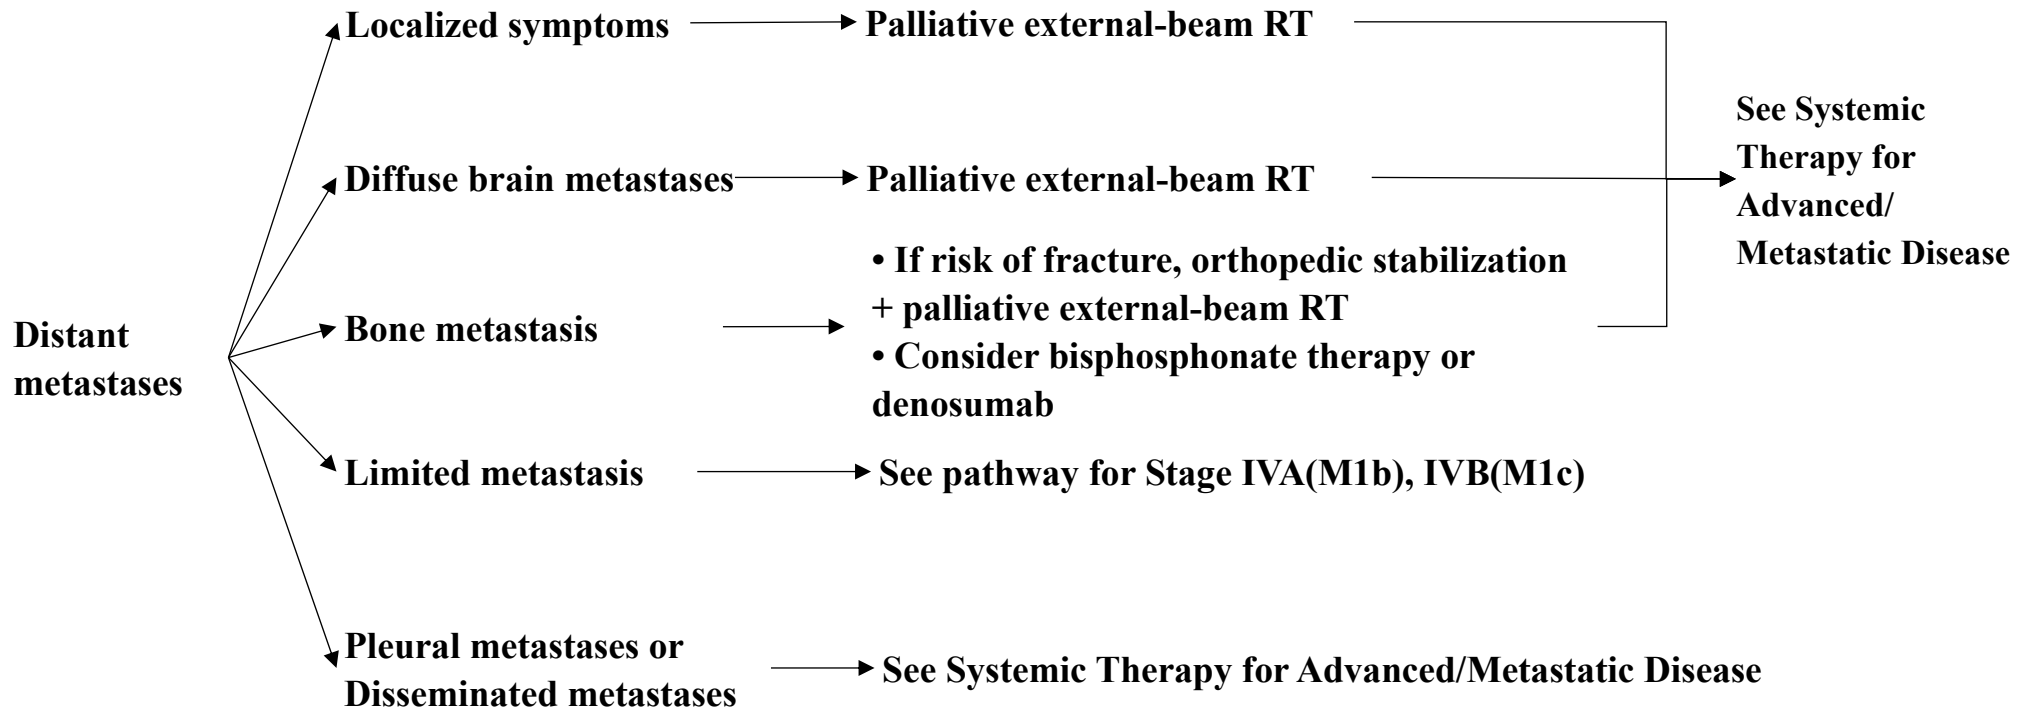 Localized symptoms
Palliative external-beam RT
See Systemic
Therapy for
Advanced/
Metastatic Disease
Diffuse brain metastases
Palliative external-beam RT
Distant
metastases
Bone metastasis
• If risk of fracture, orthopedic stabilization
+ palliative external-beam RT
• Consider bisphosphonate therapy or
denosumab
Limited metastasis
See pathway for Stage IVA(M1b), IVB(M1c)
Pleural metastases or
Disseminated metastases
See Systemic Therapy for Advanced/Metastatic Disease